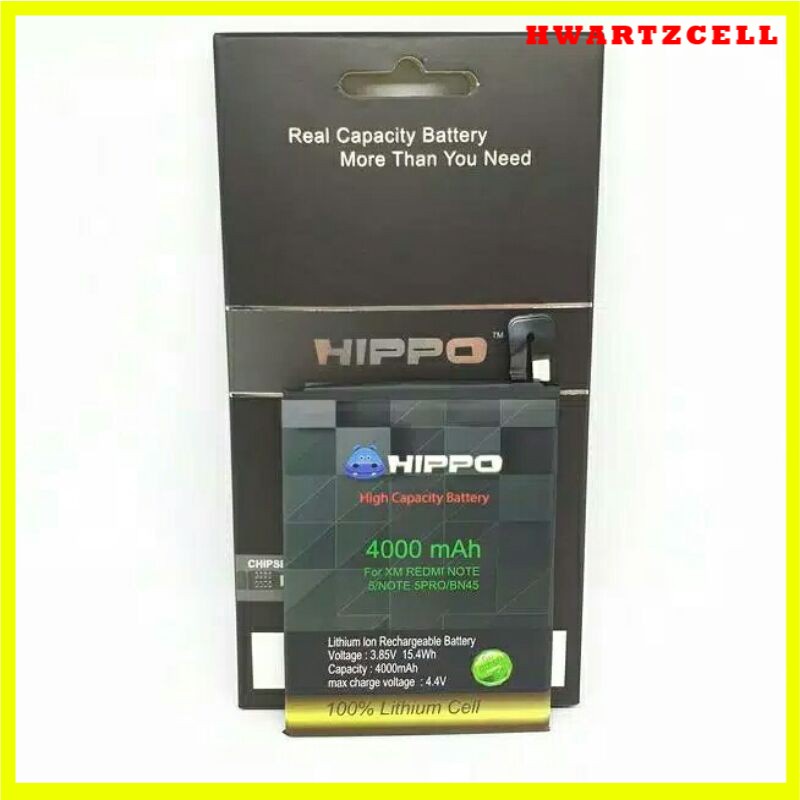 HWARTZCELL
Real Capacity Battery
More Than You Need
HIPPO™
HIPPO
High Capacity Battery
4000 mAh
For XM REDMI NOTE
5/NOTE 5PRO/BN45
CHIPSE
Lithium Ion Rechargeable Battery
Voltage : 3.85V 15.4Wh
Capacity : 4000mAh
max charge voltage : 4.4V
100% Lithium Cell